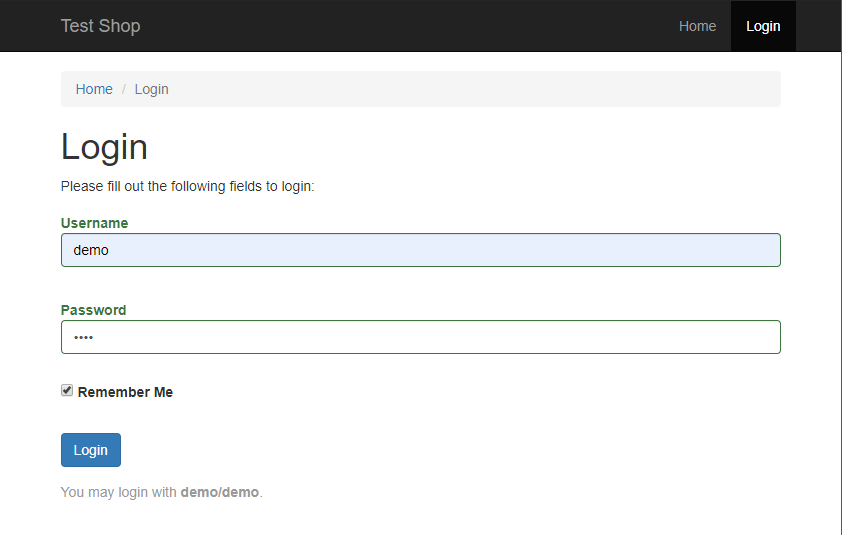 Test Shop Home Login
Home / Login
Login
Please fill out the following fields to login:
Username
demo
Password
••••
Remember Me
Login
You may login with demo/demo.